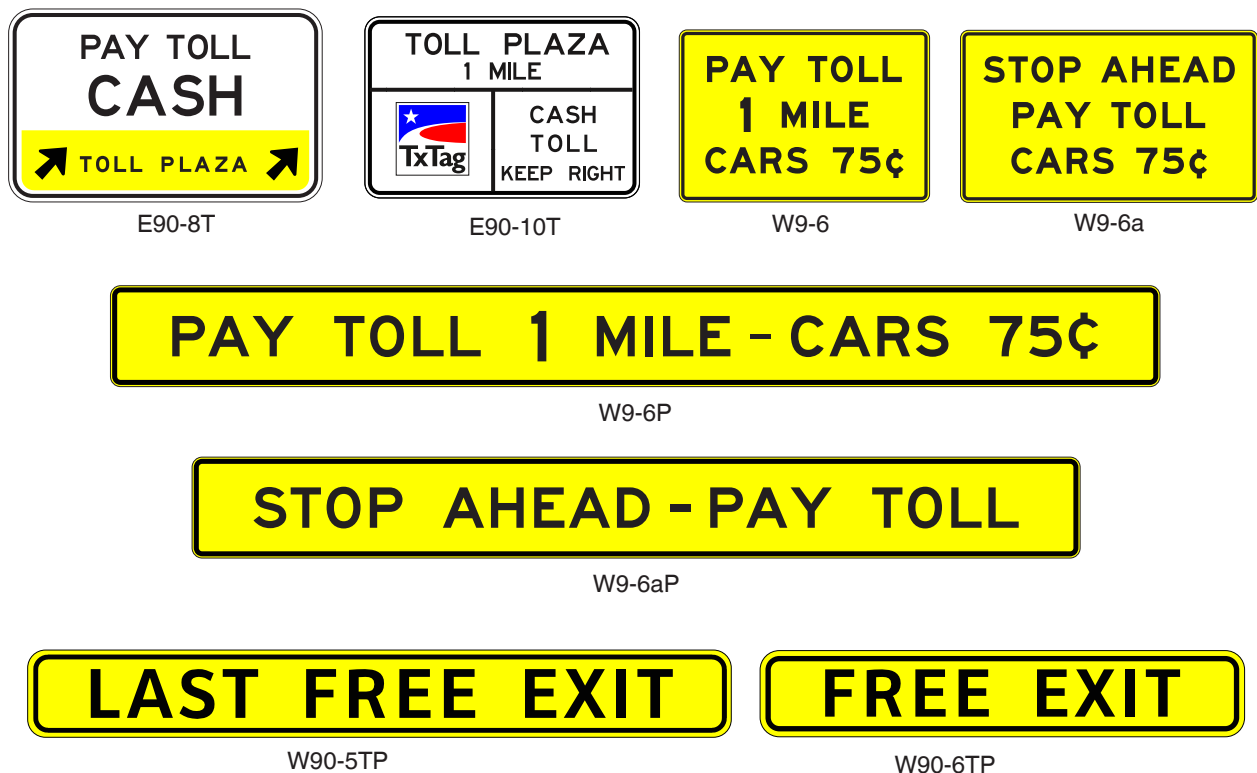 PAY TOLL
CASH
TOLL PLAZA
E90-8T
TOLL PLAZA
1 MILE
TxTag
CASH
TOLL
KEEP RIGHT
E90-10T
PAY TOLL
1 MILE
CARS 75¢
W9-6
STOP AHEAD
PAY TOLL
CARS 75¢
W9-6a
PAY TOLL 1 MILE - CARS 75¢
W9-6P
STOP AHEAD - PAY TOLL
W9-6aP
LAST FREE EXIT
W90-5TP
FREE EXIT
W90-6TP